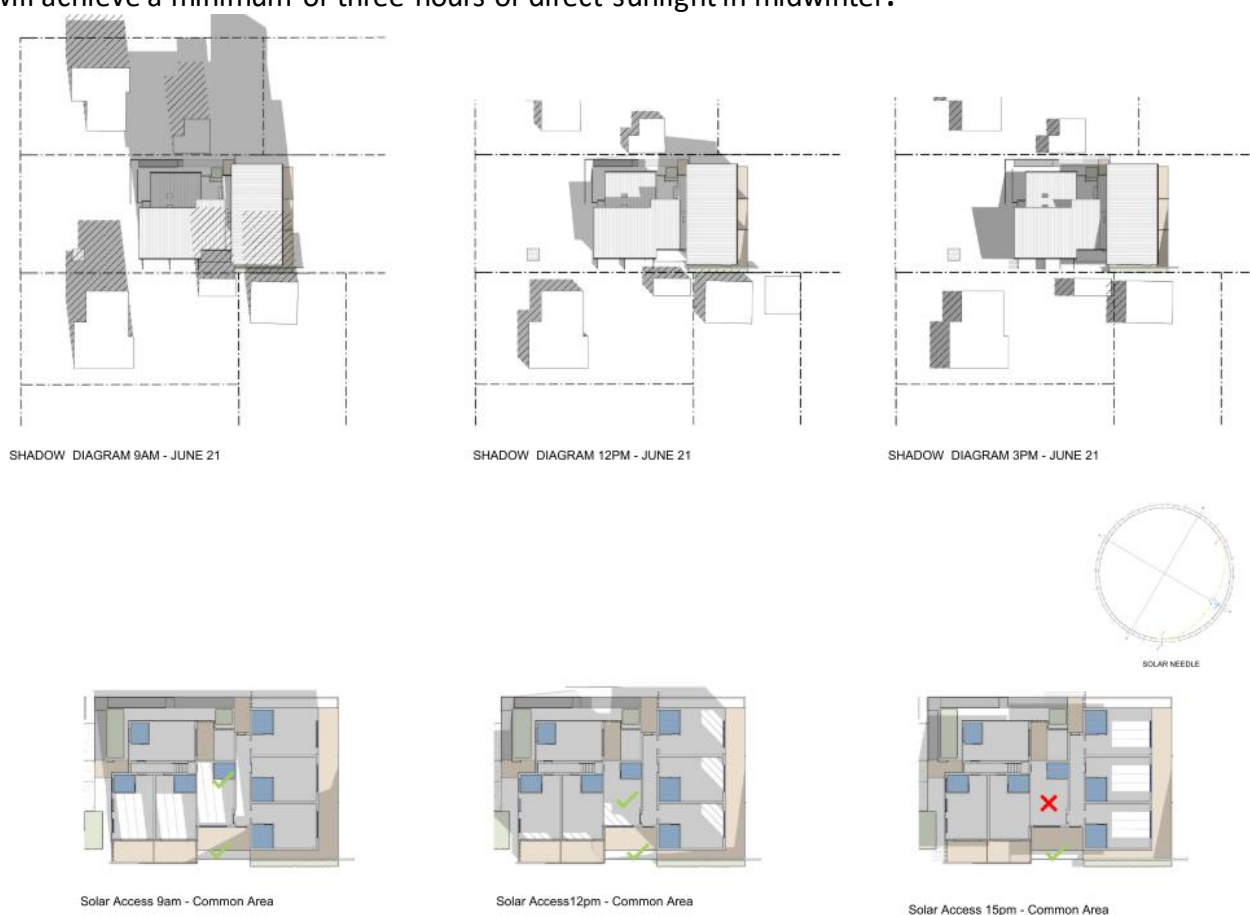 will achieve a minimum of three hours of direct sunlight in midwinter.
SHADOW DIAGRAM 9AM - JUNE 21
SHADOW DIAGRAM 12PM - JUNE 21
SHADOW DIAGRAM 3PM - JUNE 21
SOLAR NEEDLE
Solar Access 9am - Common Area
Solar Access12pm - Common Area
Solar Access 15pm - Common Area